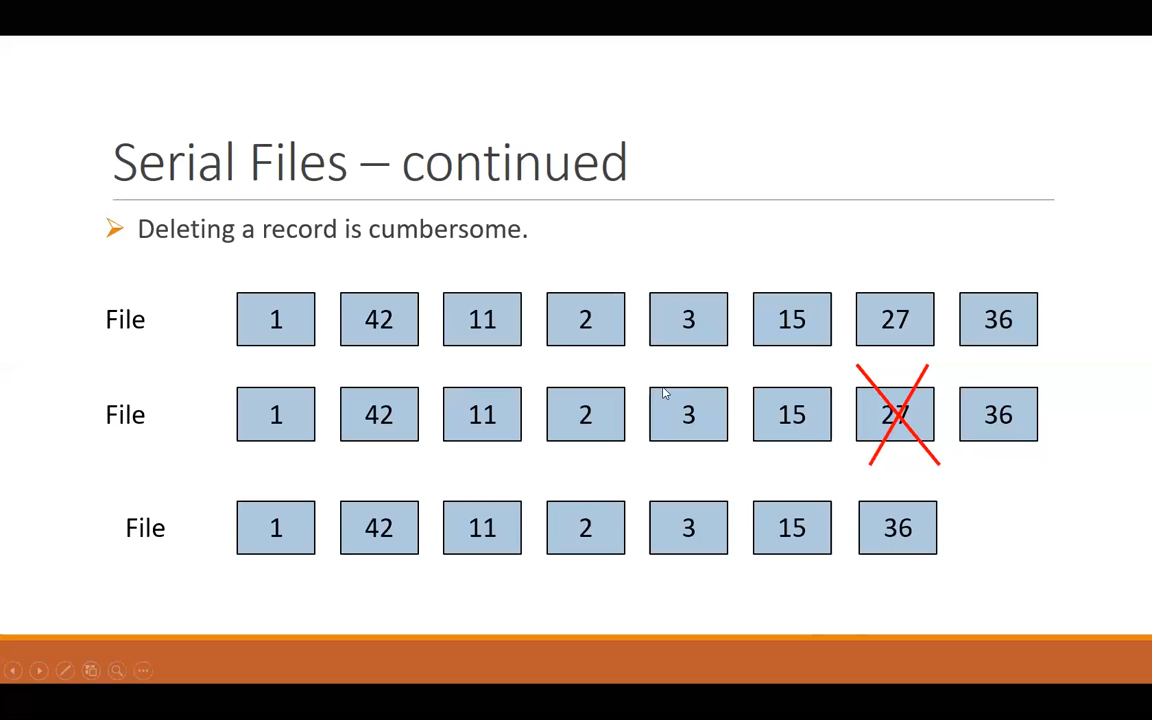 Serial Files – continued
Deleting a record is cumbersome.
File 1 42 11 2 3 15 27 36
File 1 42 11 2 3 15 27 36
File 1 42 11 2 3 15 36